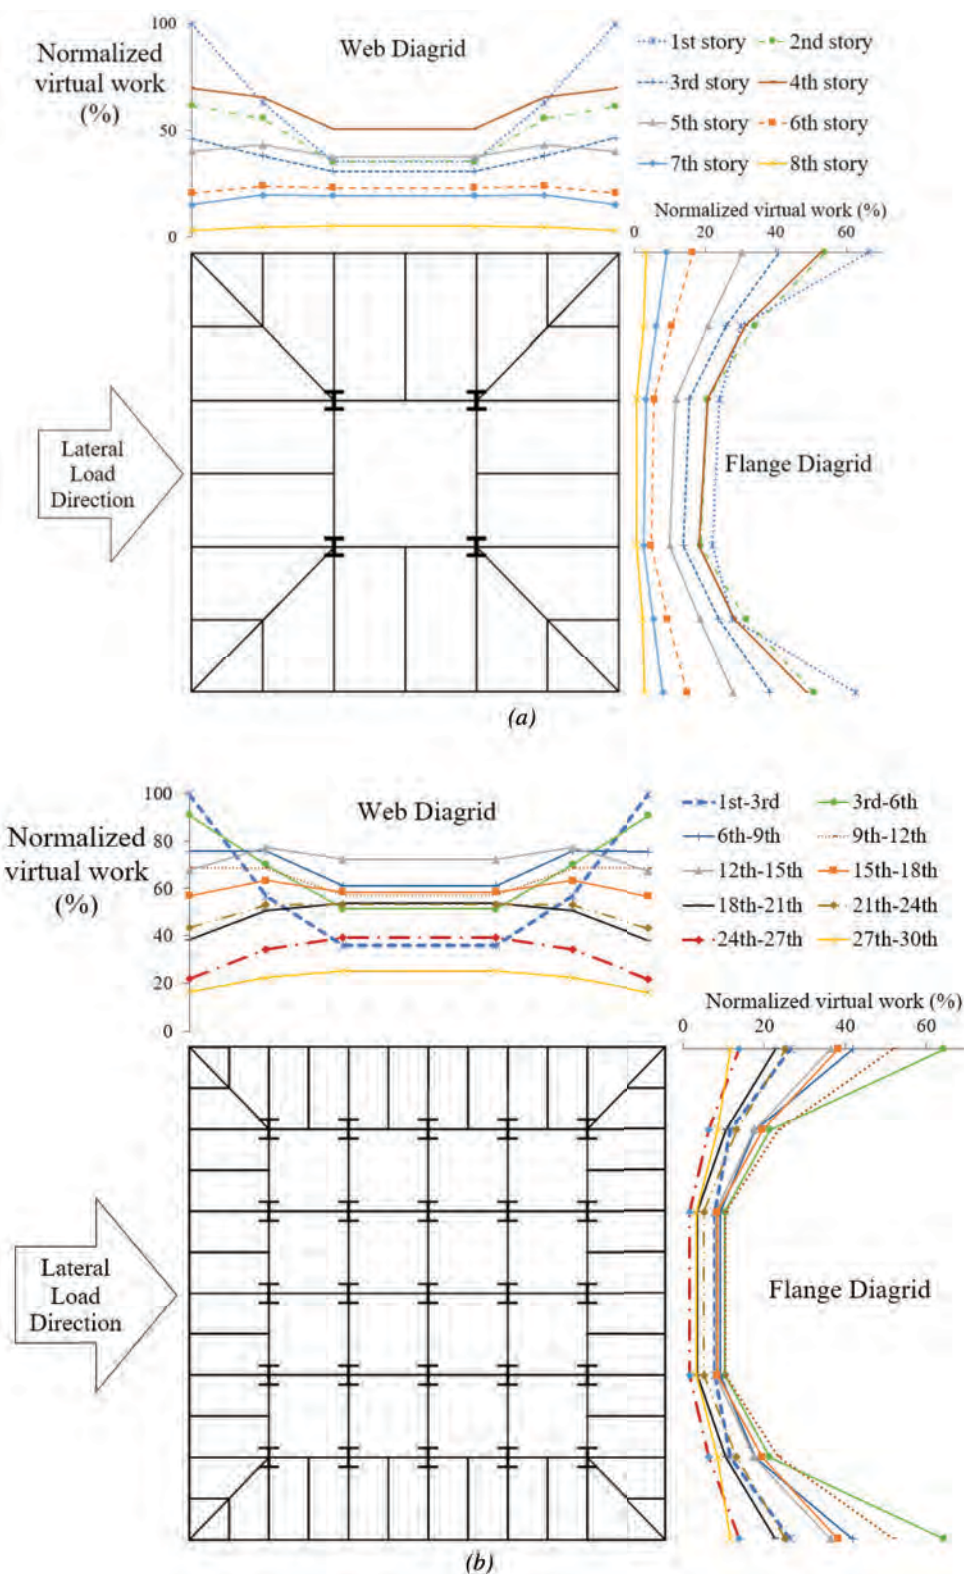 100
Normalized
virtual work
(%)
50
0
Web Diagrid
1st story
2nd story
3rd story
4th story
5th story
6th story
7th story
8th story
Normalized virtual work (%)
0 20 40 60
Lateral
Load
Direction
Flange Diagrid
(a)
100
80
60
40
20
0
Normalized
virtual work
(%)
Web Diagrid
1st-3rd
3rd-6th
6th-9th
9th-12th
12th-15th
15th-18th
18th-21th
21th-24th
24th-27th
27th-30th
Normalized virtual work (%)
0 20 40 60
Lateral
Load
Direction
Flange Diagrid
(b)